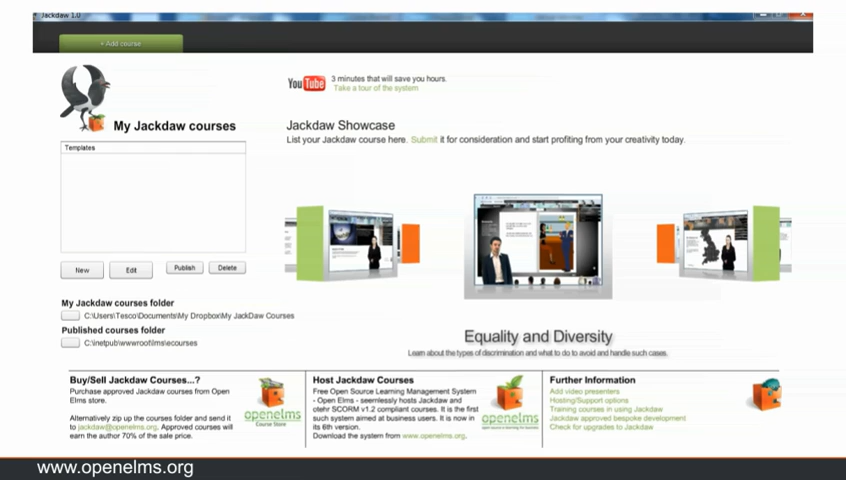 Jackdaw 1.0
+ Add course
You Tube
3 minutes that will save you hours.
Take a tour of the system
My Jackdaw courses
Jackdaw Showcase
List your Jackdaw course here. Submit it for consideration and start profiting from your creativity today.
Templates
New
Edit
Publish
Delete
My Jackdaw courses folder
C:\Users\Tesco\Documents\My Dropbox\My JackDaw Courses
Published courses folder
C:\inetpub\wwwroot\lms\ecourses
Equality and Diversity
Learn about the types of discrimination and what to do to avoid and handle such cases.
Buy/Sell Jackdaw Courses...?
Purchase approved Jackdaw courses from Open
Elms store.
Alternatively zip up the courses folder and send it
to jackdaw@openelms.org. Approved courses will
earn the author 70% of the sale price.
openelms
Course Store
Host Jackdaw Courses
Free Open Source Learning Management System
- Open Elms - seemlessly hosts Jackdaw and
otehr SCORM v1.2 compliant courses. It is the first
such system aimed at business users. It is now in
its 6th version.
Download the system from www.openelms.org.
openelms
open source e-learning for business
Further Information
Add video presenters
Hosting/Support options
Training courses in using Jackdaw
Jackdaw approved bespoke development
Check for upgrades to Jackdaw
www.openelms.org